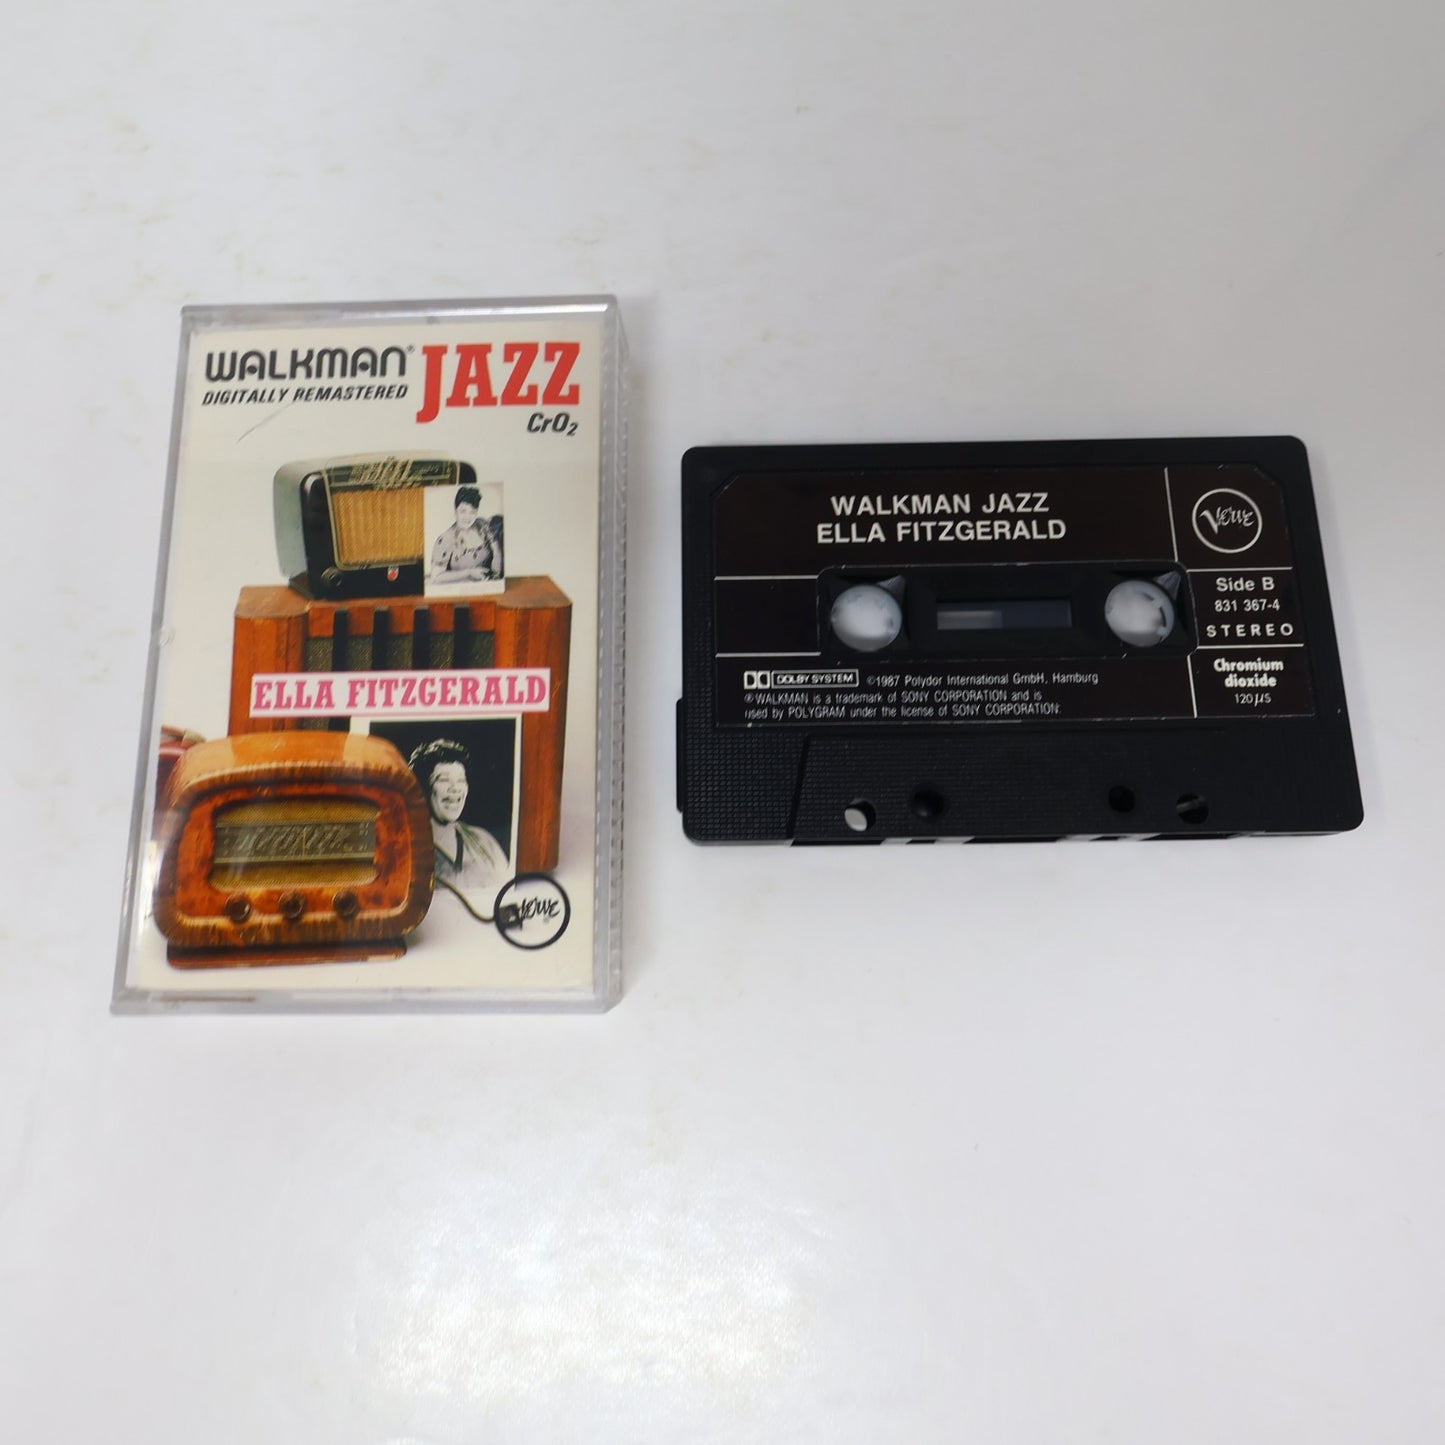 WALKMAN® JAZZ
DIGITALLY REMASTERED
CrO₂
ELLA FITZGERALD
Verve
WALKMAN JAZZ
ELLA FITZGERALD
Verve
Side B
831 367-4
STEREO
Chromium
dioxide
120 µs
DOLBY SYSTEM ©1987 Polydor International GmbH, Hamburg
® WALKMAN is a trademark of SONY CORPORATION and is
used by POLYGRAM under the license of SONY CORPORATION.